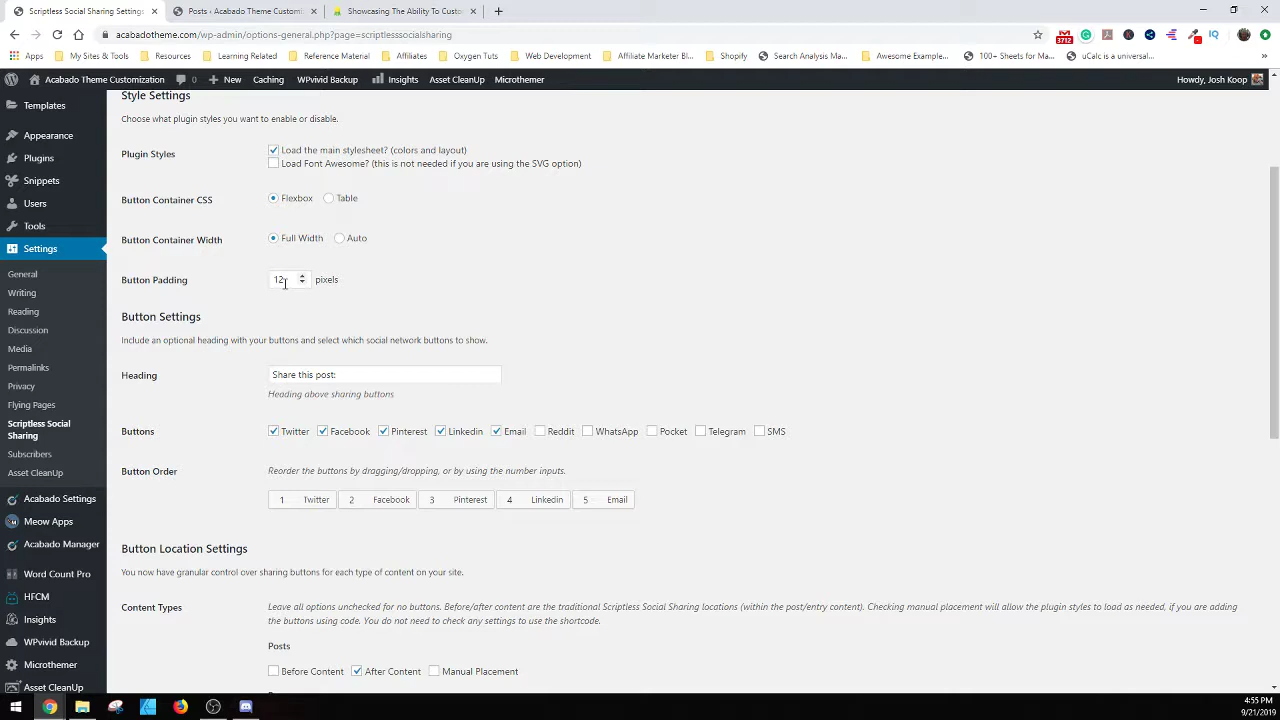 Scriptless Social Sharing Settings
Posts ‹ Acabado Theme Customiz
Showcasing The Ability To Custo
acabadotheme.com/wp-admin/options-general.php?page=scriptlesssocialsharing
3712
IQ
Apps
My Sites & Tools
Resources
Learning Related
Reference Material
Affiliates
Oxygen Tuts
Web Development
Affiliate Marketer Bl...
Shopify
Search Analysis Ma...
Awesome Example...
100+ Sheets for Ma...
uCalc is a universal...
»
Acabado Theme Customization
0
New
Caching
WPvivid Backup
Insights
Asset CleanUp
Microthemer
Howdy, Josh Koop
Templates
Appearance
Plugins
Snippets
Users
Tools
Settings
General
Writing
Reading
Discussion
Media
Permalinks
Privacy
Flying Pages
Scriptless Social
Sharing
Subscribers
Asset CleanUp
Acabado Settings
Meow Apps
Acabado Manager
Word Count Pro
HFCM
Insights
WPvivid Backup
Microthemer
Asset CleanUp
Style Settings
Choose what plugin styles you want to enable or disable.
Plugin Styles
Load the main stylesheet? (colors and layout)
Load Font Awesome? (this is not needed if you are using the SVG option)
Button Container CSS
Flexbox
Table
Button Container Width
Full Width
Auto
Button Padding
12
pixels
Button Settings
Include an optional heading with your buttons and select which social network buttons to show.
Heading
Share this post:
Heading above sharing buttons
Buttons
Twitter
Facebook
Pinterest
Linkedin
Email
Reddit
WhatsApp
Pocket
Telegram
SMS
Button Order
Reorder the buttons by dragging/dropping, or by using the number inputs.
1 Twitter
2 Facebook
3 Pinterest
4 Linkedin
5 Email
Button Location Settings
You now have granular control over sharing buttons for each type of content on your site.
Content Types
Leave all options unchecked for no buttons. Before/after content are the traditional Scriptless Social Sharing locations (within the post/entry content). Checking manual placement will allow the plugin styles to load as needed, if you are adding
the buttons using code. You do not need to check any settings to use the shortcode.
Posts
Before Content
After Content
Manual Placement
4:55 PM
9/21/2019